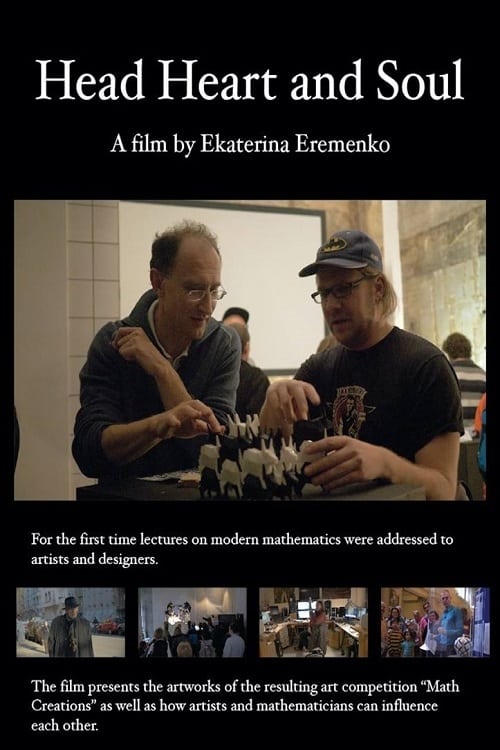 Head Heart and Soul
A film by Ekaterina Eremenko
For the first time lectures on modern mathematics were addressed to
artists and designers.
The film presents the artworks of the resulting art competition “Math
Creations” as well as how artists and mathematicians can influence
each other.